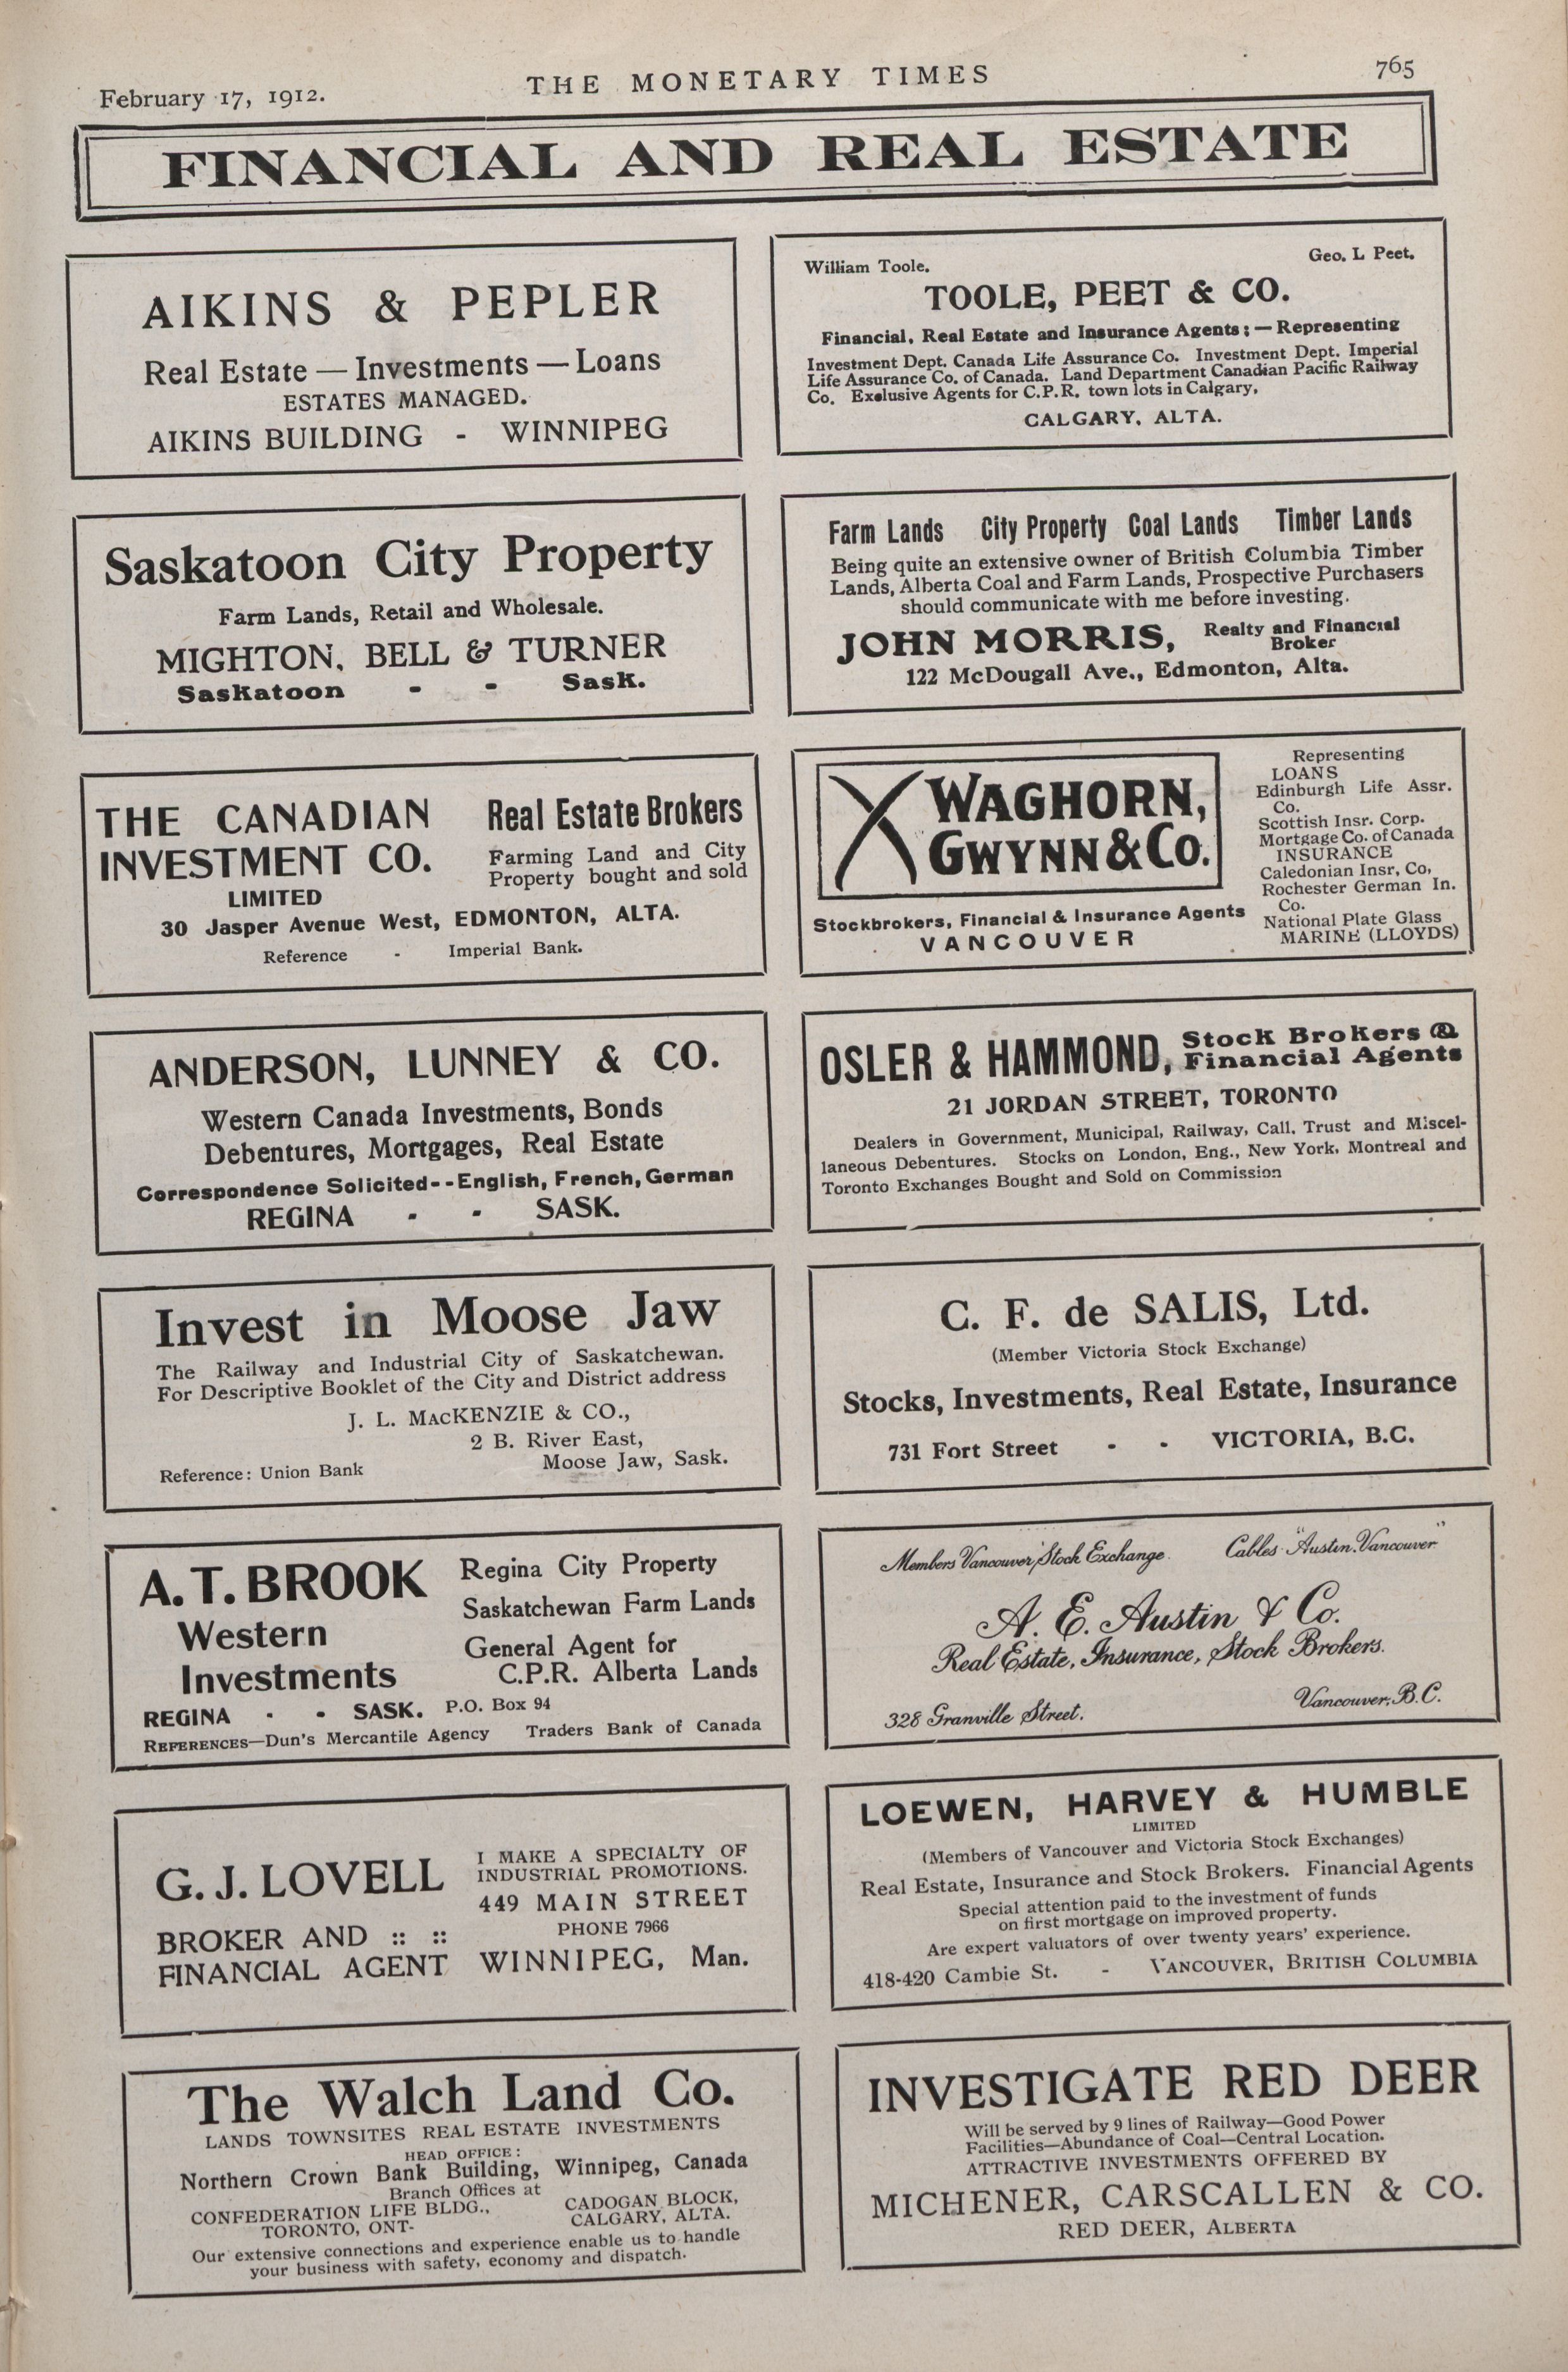 February 17, 1912.
THE MONETARY TIMES
765
FINANCIAL AND REAL ESTATE
AIKINS & PEPLER
Real Estate — Investments — Loans
ESTATES MANAGED.
AIKINS BUILDING - WINNIPEG
William Toole.
Geo. L Peet.
TOOLE, PEET & CO.
Financial, Real Estate and Insurance Agents; — Representing
Investment Dept. Canada Life Assurance Co. Investment Dept. Imperial
Life Assurance Co. of Canada. Land Department Canadian Pacific Railway
Co. Exclusive Agents for C.P.R. town lots in Calgary,
CALGARY, ALTA.
Saskatoon City Property
Farm Lands, Retail and Wholesale.
MIGHTON, BELL & TURNER
Saskatoon - - Sask.
Farm Lands City Property Coal Lands Timber Lands
Being quite an extensive owner of British Columbia Timber
Lands, Alberta Coal and Farm Lands, Prospective Purchasers
should communicate with me before investing.
JOHN MORRIS, Realty and Financial
Broker
122 McDougall Ave., Edmonton, Alta.
THE CANADIAN
INVESTMENT CO.
LIMITED
Real Estate Brokers
Farming Land and City
Property bought and sold
30 Jasper Avenue West, EDMONTON, ALTA.
Reference - Imperial Bank.
WAGHORN,
GWYNN & CO.
Stockbrokers, Financial & Insurance Agents
VANCOUVER
Representing
LOANS
Edinburgh Life Assr.
Co.
Scottish Insr. Corp.
Mortgage Co. of Canada
INSURANCE
Caledonian Insr, Co,
Rochester German In.
Co.
National Plate Glass
MARINE (LLOYDS)
ANDERSON, LUNNEY & CO.
Western Canada Investments, Bonds
Debentures, Mortgages, Real Estate
Correspondence Solicited--English, French, German
REGINA - - SASK.
OSLER & HAMMOND, Stock Brokers &
Financial Agents
21 JORDAN STREET, TORONTO
Dealers in Government, Municipal, Railway, Call, Trust and Miscel-
laneous Debentures. Stocks on London, Eng., New York, Montreal and
Toronto Exchanges Bought and Sold on Commission
Invest in Moose Jaw
The Railway and Industrial City of Saskatchewan.
For Descriptive Booklet of the City and District address
J. L. MacKENZIE & CO.,
2 B. River East,
Moose Jaw, Sask.
Reference: Union Bank
C. F. de SALIS, Ltd.
(Member Victoria Stock Exchange)
Stocks, Investments, Real Estate, Insurance
731 Fort Street - - VICTORIA, B.C.
A. T. BROOK
Western
Investments
Regina City Property
Saskatchewan Farm Lands
General Agent for
C.P.R. Alberta Lands
REGINA - - SASK. P.O. Box 94
REFERENCES—Dun's Mercantile Agency Traders Bank of Canada
Members Vancouver Stock Exchange.
Cables "Austin. Vancouver"
A. E. Austin & Co.
Real Estate, Insurance, Stock Brokers.
328 Granville Street.
Vancouver, B.C.
G. J. LOVELL
BROKER AND :: ::
FINANCIAL AGENT
I MAKE A SPECIALTY OF
INDUSTRIAL PROMOTIONS.
449 MAIN STREET
PHONE 7966
WINNIPEG, Man.
LOEWEN, HARVEY & HUMBLE
LIMITED
(Members of Vancouver and Victoria Stock Exchanges)
Real Estate, Insurance and Stock Brokers. Financial Agents
Special attention paid to the investment of funds
on first mortgage on improved property.
Are expert valuators of over twenty years' experience.
418-420 Cambie St. - VANCOUVER, BRITISH COLUMBIA
The Walch Land Co.
LANDS TOWNSITES REAL ESTATE INVESTMENTS
HEAD OFFICE:
Northern Crown Bank Building, Winnipeg, Canada
Branch Offices at
CONFEDERATION LIFE BLDG.,
TORONTO, ONT-
CADOGAN BLOCK,
CALGARY, ALTA.
Our extensive connections and experience enable us to handle
your business with safety, economy and dispatch.
INVESTIGATE RED DEER
Will be served by 9 lines of Railway—Good Power
Facilities—Abundance of Coal—Central Location.
ATTRACTIVE INVESTMENTS OFFERED BY
MICHENER, CARSCALLEN & CO.
RED DEER, ALBERTA